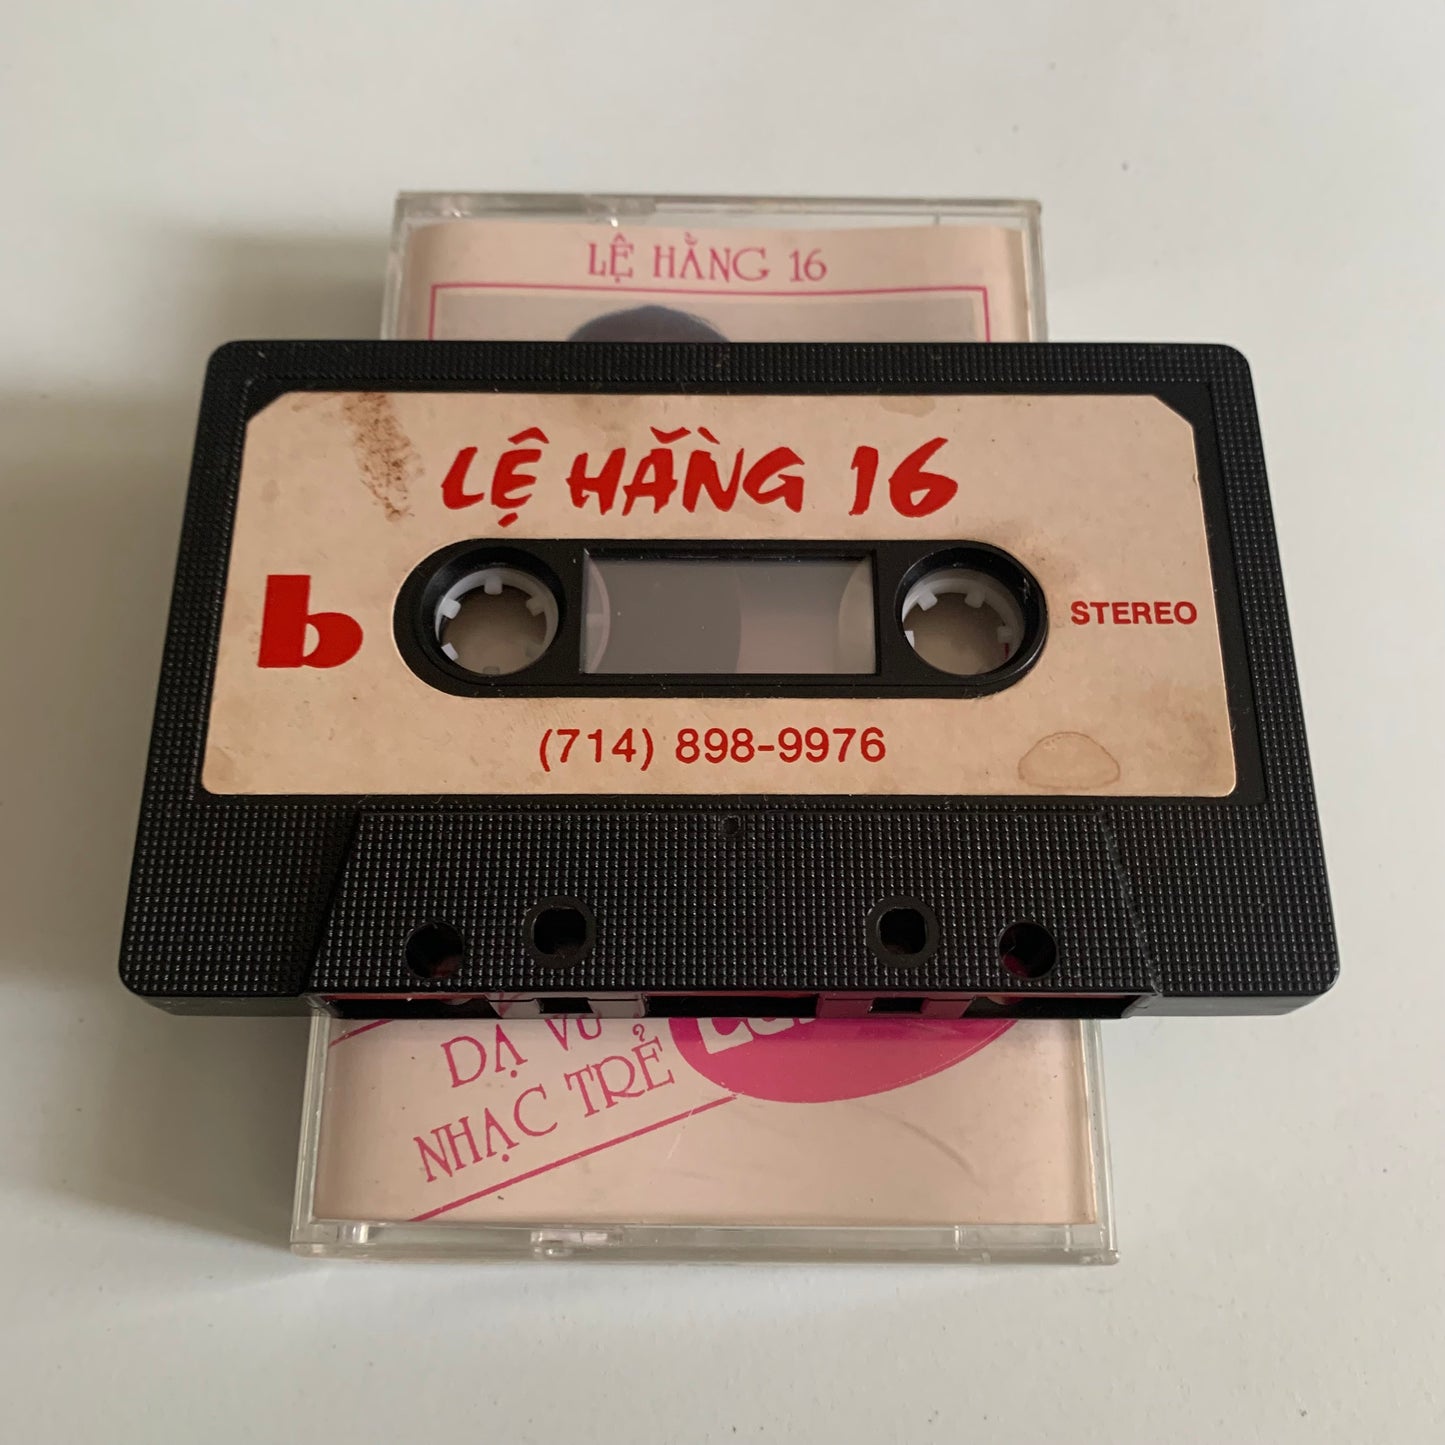 LỆ HẰNG 16
LỆ HẰNG 16
b
STEREO
(714) 898-9976
DẠ VŨ
NHẠC TRẺ